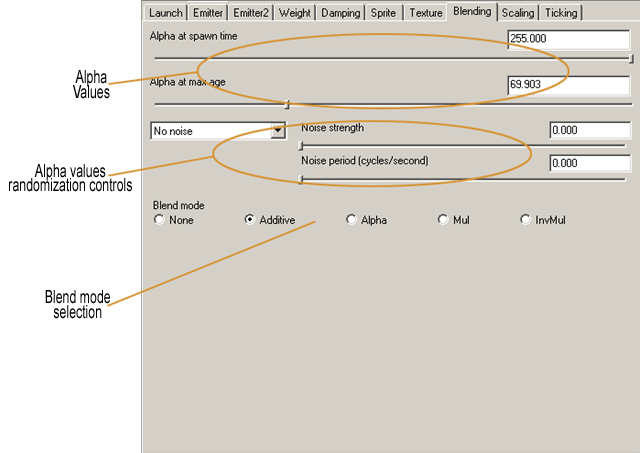 Launch Emitter Emitter2 Weight Damping Sprite Texture Blending Scaling Ticking
Alpha at spawn time 255.000
Alpha
Values
Alpha at max age 69.903
No noise Noise strength 0.000
Alpha values
randomization controls
Noise period (cycles/second) 0.000
Blend mode
None Additive Alpha Mul InvMul
Blend mode
selection